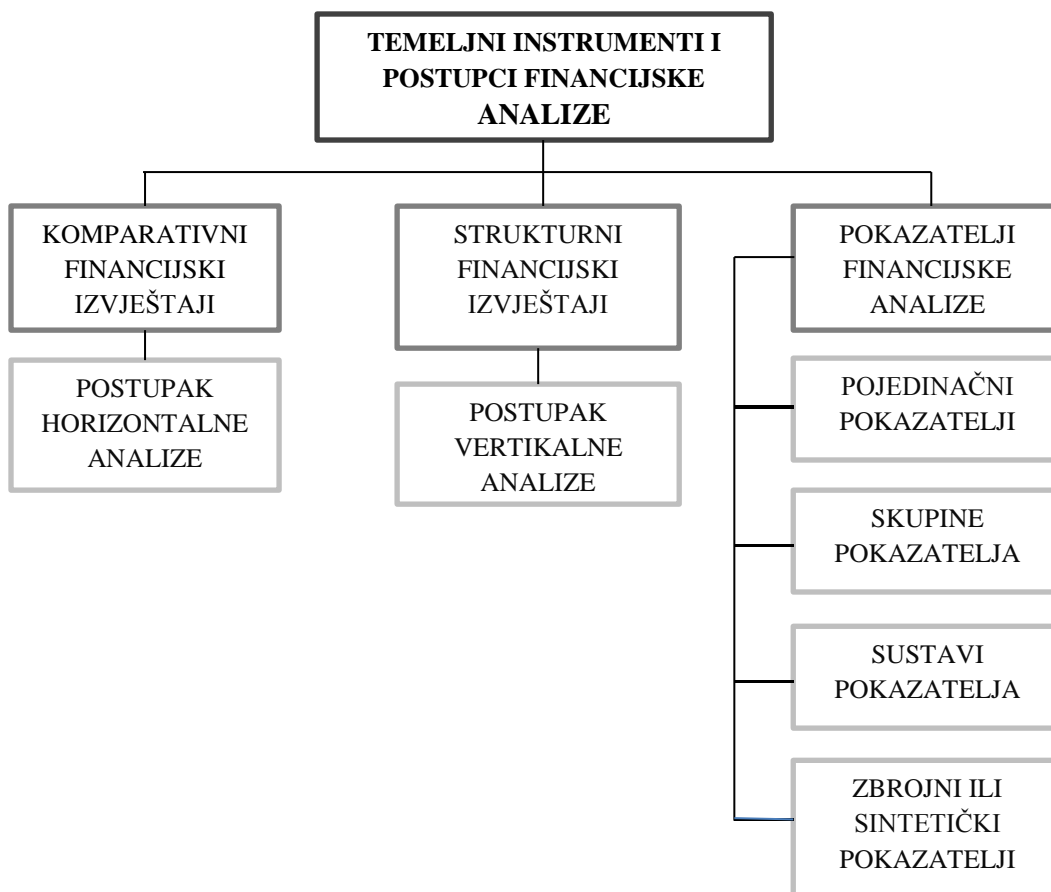 TEMELJNI INSTRUMENTI I
POSTUPCI FINANCIJSKE
ANALIZE
KOMPARATIVNI
FINANCIJSKI
IZVJEŠTAJI
STRUKTURNI
FINANCIJSKI
IZVJEŠTAJI
POKAZATELJI
FINANCIJSKE
ANALIZE
POSTUPAK
HORIZONTALNE
ANALIZE
POSTUPAK
VERTIKALNE
ANALIZE
POJEDINAČNI
POKAZATELJI
SKUPINE
POKAZATELJA
SUSTAVI
POKAZATELJA
ZBROJNI ILI
SINTETIČKI
POKAZATELJI